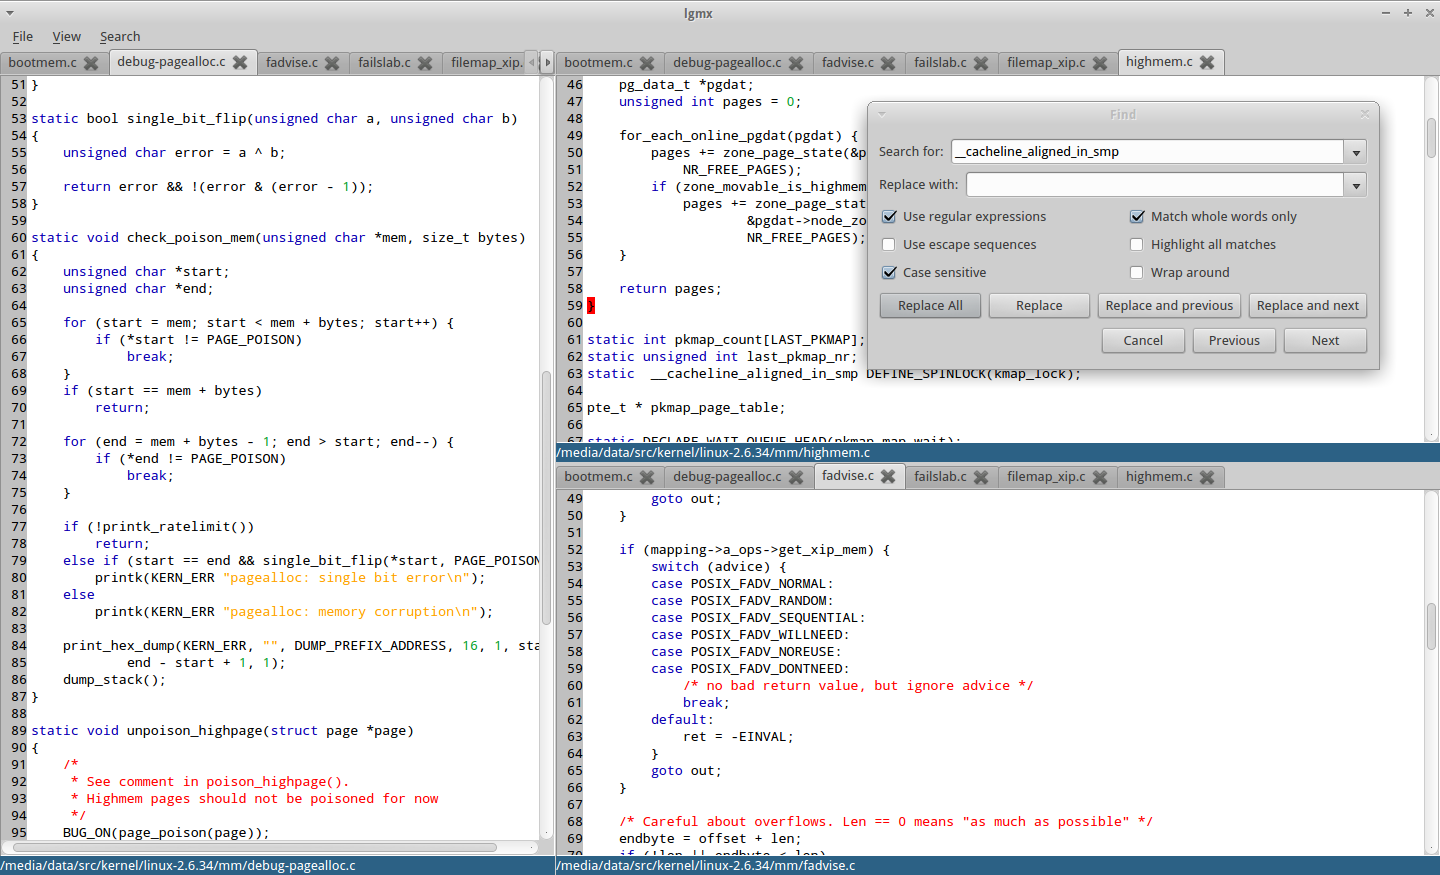 lgmx
File View Search
bootmem.c debug-pagealloc.c fadvise.c failslab.c filemap_xip.
51 }
52
53 static bool single_bit_flip(unsigned char a, unsigned char b)
54 {
55     unsigned char error = a ^ b;
56
57     return error && !(error & (error - 1));
58 }
59
60 static void check_poison_mem(unsigned char *mem, size_t bytes)
61 {
62     unsigned char *start;
63     unsigned char *end;
64
65     for (start = mem; start < mem + bytes; start++) {
66         if (*start != PAGE_POISON)
67             break;
68     }
69     if (start == mem + bytes)
70         return;
71
72     for (end = mem + bytes - 1; end > start; end--) {
73         if (*end != PAGE_POISON)
74             break;
75     }
76
77     if (!printk_ratelimit())
78         return;
79     else if (start == end && single_bit_flip(*start, PAGE_POISON
80         printk(KERN_ERR "pagealloc: single bit error\n");
81     else
82         printk(KERN_ERR "pagealloc: memory corruption\n");
83
84     print_hex_dump(KERN_ERR, "", DUMP_PREFIX_ADDRESS, 16, 1, sta
85             end - start + 1, 1);
86     dump_stack();
87 }
88
89 static void unpoison_highpage(struct page *page)
90 {
91     /*
92      * See comment in poison_highpage().
93      * Highmem pages should not be poisoned for now
94      */
95     BUG_ON(page_poison(page));
/media/data/src/kernel/linux-2.6.34/mm/debug-pagealloc.c
bootmem.c debug-pagealloc.c fadvise.c failslab.c filemap_xip.c highmem.c
46     pg_data_t *pgdat;
47     unsigned int pages = 0;
48
49     for_each_online_pgdat(pgdat) {
50         pages += zone_page_state(&p
51             NR_FREE_PAGES);
52         if (zone_movable_is_highmem
53             pages += zone_page_stat
54                     &pgdat->node_zo
55                     NR_FREE_PAGES);
56     }
57
58     return pages;
59 }
60
61 static int pkmap_count[LAST_PKMAP];
62 static unsigned int last_pkmap_nr;
63 static  __cacheline_aligned_in_smp DEFINE_SPINLOCK(kmap_lock);
64
65 pte_t * pkmap_page_table;
66
67 static DECLARE_WAIT_QUEUE_HEAD(pkmap_map_wait);
/media/data/src/kernel/linux-2.6.34/mm/highmem.c
Find
Search for: __cacheline_aligned_in_smp
Replace with:
Use regular expressions Match whole words only
Use escape sequences Highlight all matches
Case sensitive Wrap around
Replace All Replace Replace and previous Replace and next
Cancel Previous Next
bootmem.c debug-pagealloc.c fadvise.c failslab.c filemap_xip.c highmem.c
49         goto out;
50     }
51
52     if (mapping->a_ops->get_xip_mem) {
53         switch (advice) {
54         case POSIX_FADV_NORMAL:
55         case POSIX_FADV_RANDOM:
56         case POSIX_FADV_SEQUENTIAL:
57         case POSIX_FADV_WILLNEED:
58         case POSIX_FADV_NOREUSE:
59         case POSIX_FADV_DONTNEED:
60             /* no bad return value, but ignore advice */
61             break;
62         default:
63             ret = -EINVAL;
64         }
65         goto out;
66     }
67
68     /* Careful about overflows. Len == 0 means "as much as possible" */
69     endbyte = offset + len;
70     if (!len || endbyte < len)
/media/data/src/kernel/linux-2.6.34/mm/fadvise.c